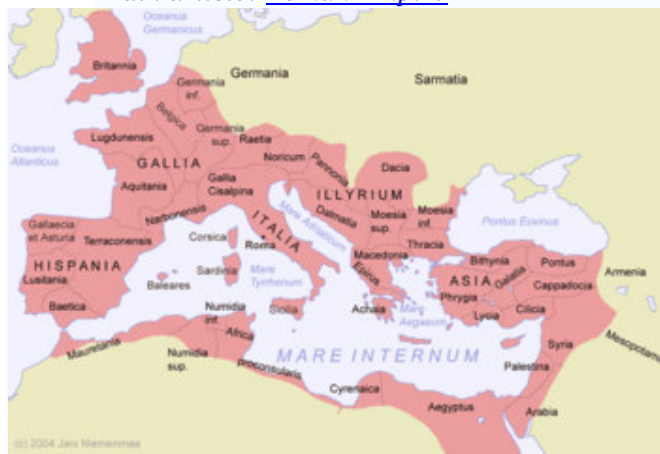 Oceanus
Germanicus
Britannia
Germania
inf.
Germania
Sarmatia
Belgica
Lugdunensis
Germania
sup.
Raetia
Oceanus
Atlanticus
GALLIA
Noricum
Pannonia
Dacia
Aquitania
Gallia
Cisalpina
ILLYRIUM
Narbonensis
Dalmatia
Moesia
sup.
Moesia
inf.
Pontus Euxinus
Gallaecia
et Asturia
Terraconensis
ITALIA
Mare Adriaticum
Corsica
Roma
Thracia
Macedonia
Bithynia
Pontus
HISPANIA
Sardinia
Mare
Tyrrhenum
Epirus
ASIA
Galatia
Armenia
Lusitania
Baleares
Phrygia
Cappadocia
Baetica
Numidia
inf.
Sicilia
Achaia
Mare
Aegaeum
Lycia
Cilicia
Mauretania
Africa
Syria
Mesopotamia
Numidia
sup.
proconsularis
MARE INTERNUM
Palestina
Cyrenaica
Aegyptus
Arabia
(c) 2004 Jani Niemenmaa